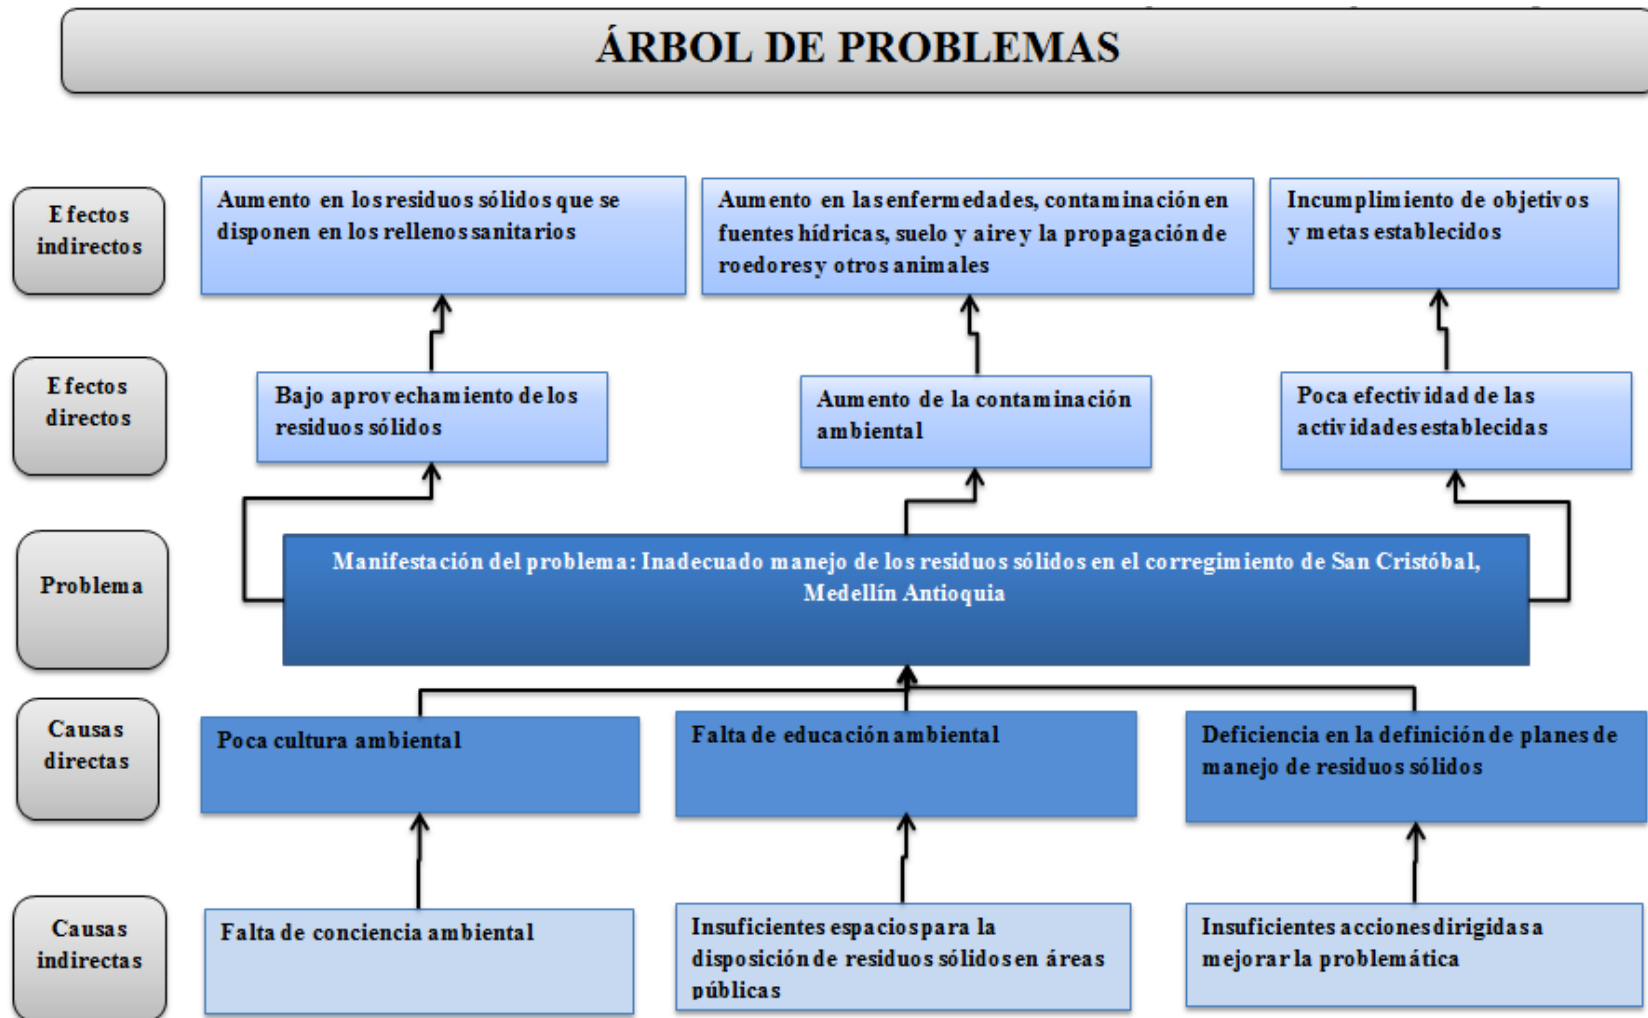 ÁRBOL DE PROBLEMAS
Efectos
indirectos
Aumento en los residuos sólidos que se
disponen en los rellenos sanitarios
Aumento en las enfermedades, contaminación en
fuentes hídricas, suelo y aire y la propagación de
roedores y otros animales
Incumplimiento de objetivos
y metas establecidos
Efectos
directos
Bajo aprovechamiento de los
residuos sólidos
Aumento de la contaminación
ambiental
Poca efectividad de las
actividades establecidas
Problema
Manifestación del problema: Inadecuado manejo de los residuos sólidos en el corregimiento de San Cristóbal,
Medellín Antioquia
Causas
directas
Poca cultura ambiental
Falta de educación ambiental
Deficiencia en la definición de planes de
manejo de residuos sólidos
Causas
indirectas
Falta de conciencia ambiental
Insuficientes espacios para la
disposición de residuos sólidos en áreas
públicas
Insuficientes acciones dirigidas a
mejorar la problemática